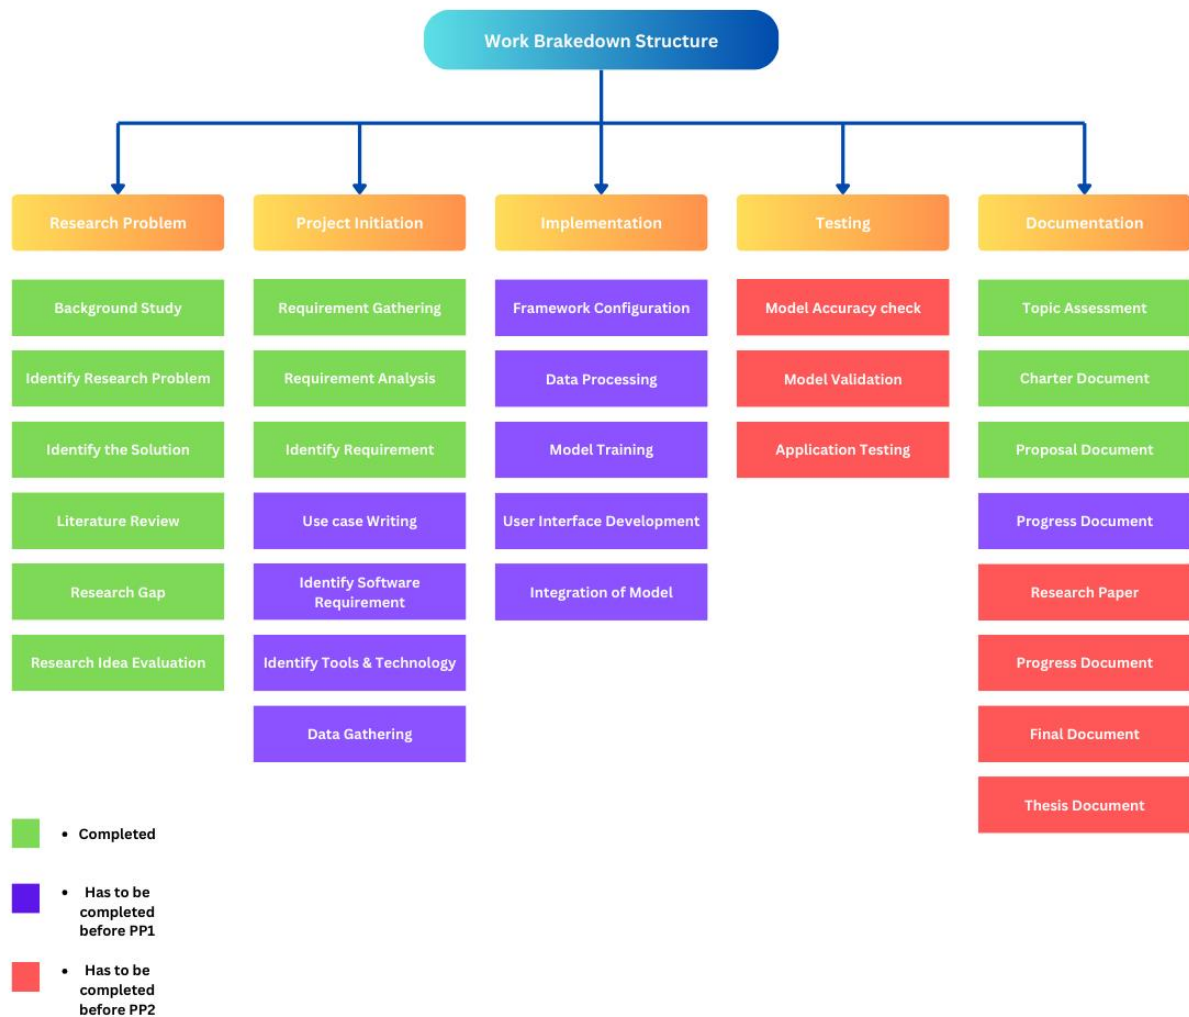 Work Brakedown Structure
Research Problem
Project Initiation
Implementation
Testing
Documentation
Background Study
Requirement Gathering
Framework Configuration
Model Accuracy check
Topic Assessment
Identify Research Problem
Requirement Analysis
Data Processing
Model Validation
Charter Document
Identify the Solution
Identify Requirement
Model Training
Application Testing
Proposal Document
Literature Review
Use case Writing
User Interface Development
Progress Document
Research Gap
Identify Software
Requirement
Integration of Model
Research Paper
Research Idea Evaluation
Identify Tools & Technology
Progress Document
Data Gathering
Final Document
Thesis Document
• Completed
• Has to be
completed
before PP1
• Has to be
completed
before PP2